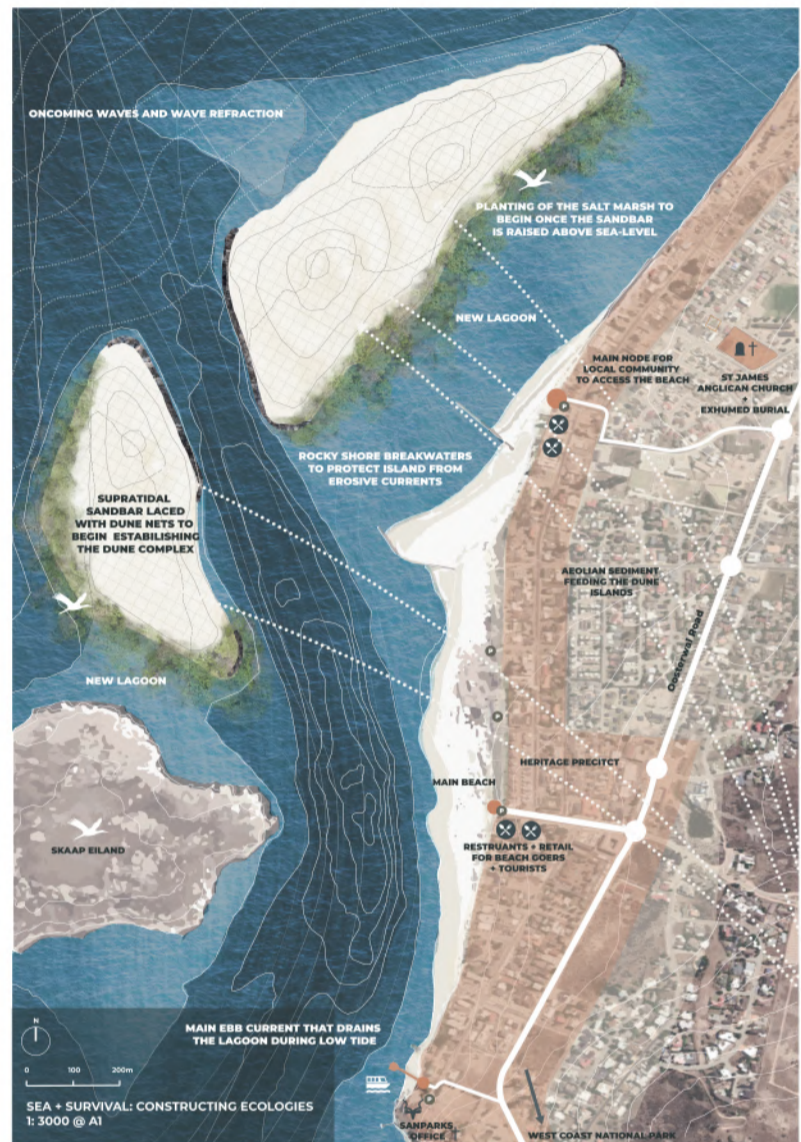 ONCOMING WAVES AND WAVE REFRACTION
PLANTING OF THE SALT MARSH TO
BEGIN ONCE THE SANDBAR
IS RAISED ABOVE SEA-LEVEL
NEW LAGOON
MAIN NODE FOR
LOCAL COMMUNITY
TO ACCESS THE BEACH
ST JAMES
ANGLICAN CHURCH
+
EXHUMED BURIAL
P
ROCKY SHORE BREAKWATERS
TO PROTECT ISLAND FROM
EROSIVE CURRENTS
SUPRATIDAL
SANDBAR LACED
WITH DUNE NETS TO
BEGIN ESTABILISHING
THE DUNE COMPLEX
AEOLIAN SEDIMENT
FEEDING THE DUNE
ISLANDS
Oosterwal Road
P
NEW LAGOON
P
HERITAGE PRECITCT
MAIN BEACH
P
RESTRUANTS + RETAIL
FOR BEACH GOERS
+ TOURISTS
SKAAP EILAND
MAIN EBB CURRENT THAT DRAINS
THE LAGOON DURING LOW TIDE
N
0 100 200m
SEA + SURVIVAL: CONSTRUCTING ECOLOGIES
1: 3000 @ A1
P
SANPARKS
OFFICE
WEST COAST NATIONAL PARK